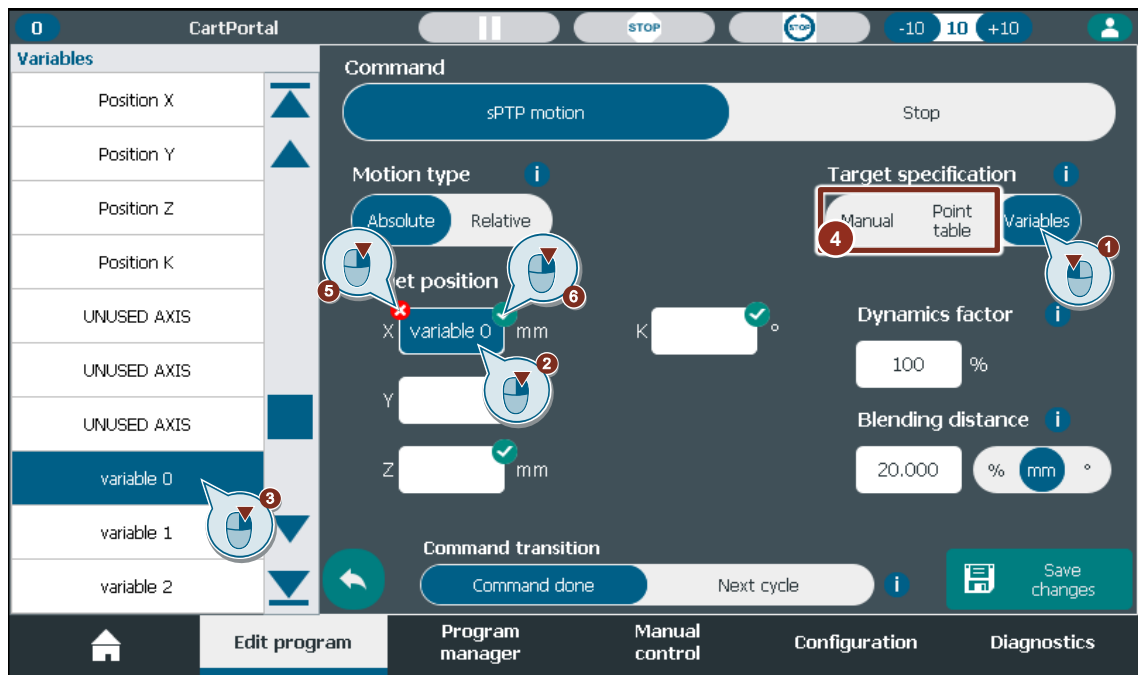 0
CartPortal
STOP
STOP
-10 10 +10
Variables
Position X
Position Y
Position Z
Position K
UNUSED AXIS
UNUSED AXIS
UNUSED AXIS
variable 0
variable 1
variable 2
3
Command
sPTP motion
Stop
Motion type i
Absolute Relative
Target specification i
Manual
Point
table
Variables
4
1
5
et position
6
X variable 0 mm
2
K °
Y
Z mm
Dynamics factor i
100 %
Blending distance i
20.000 % mm °
Command transition
Command done Next cycle i
Save
changes
Edit program
Program
manager
Manual
control
Configuration
Diagnostics